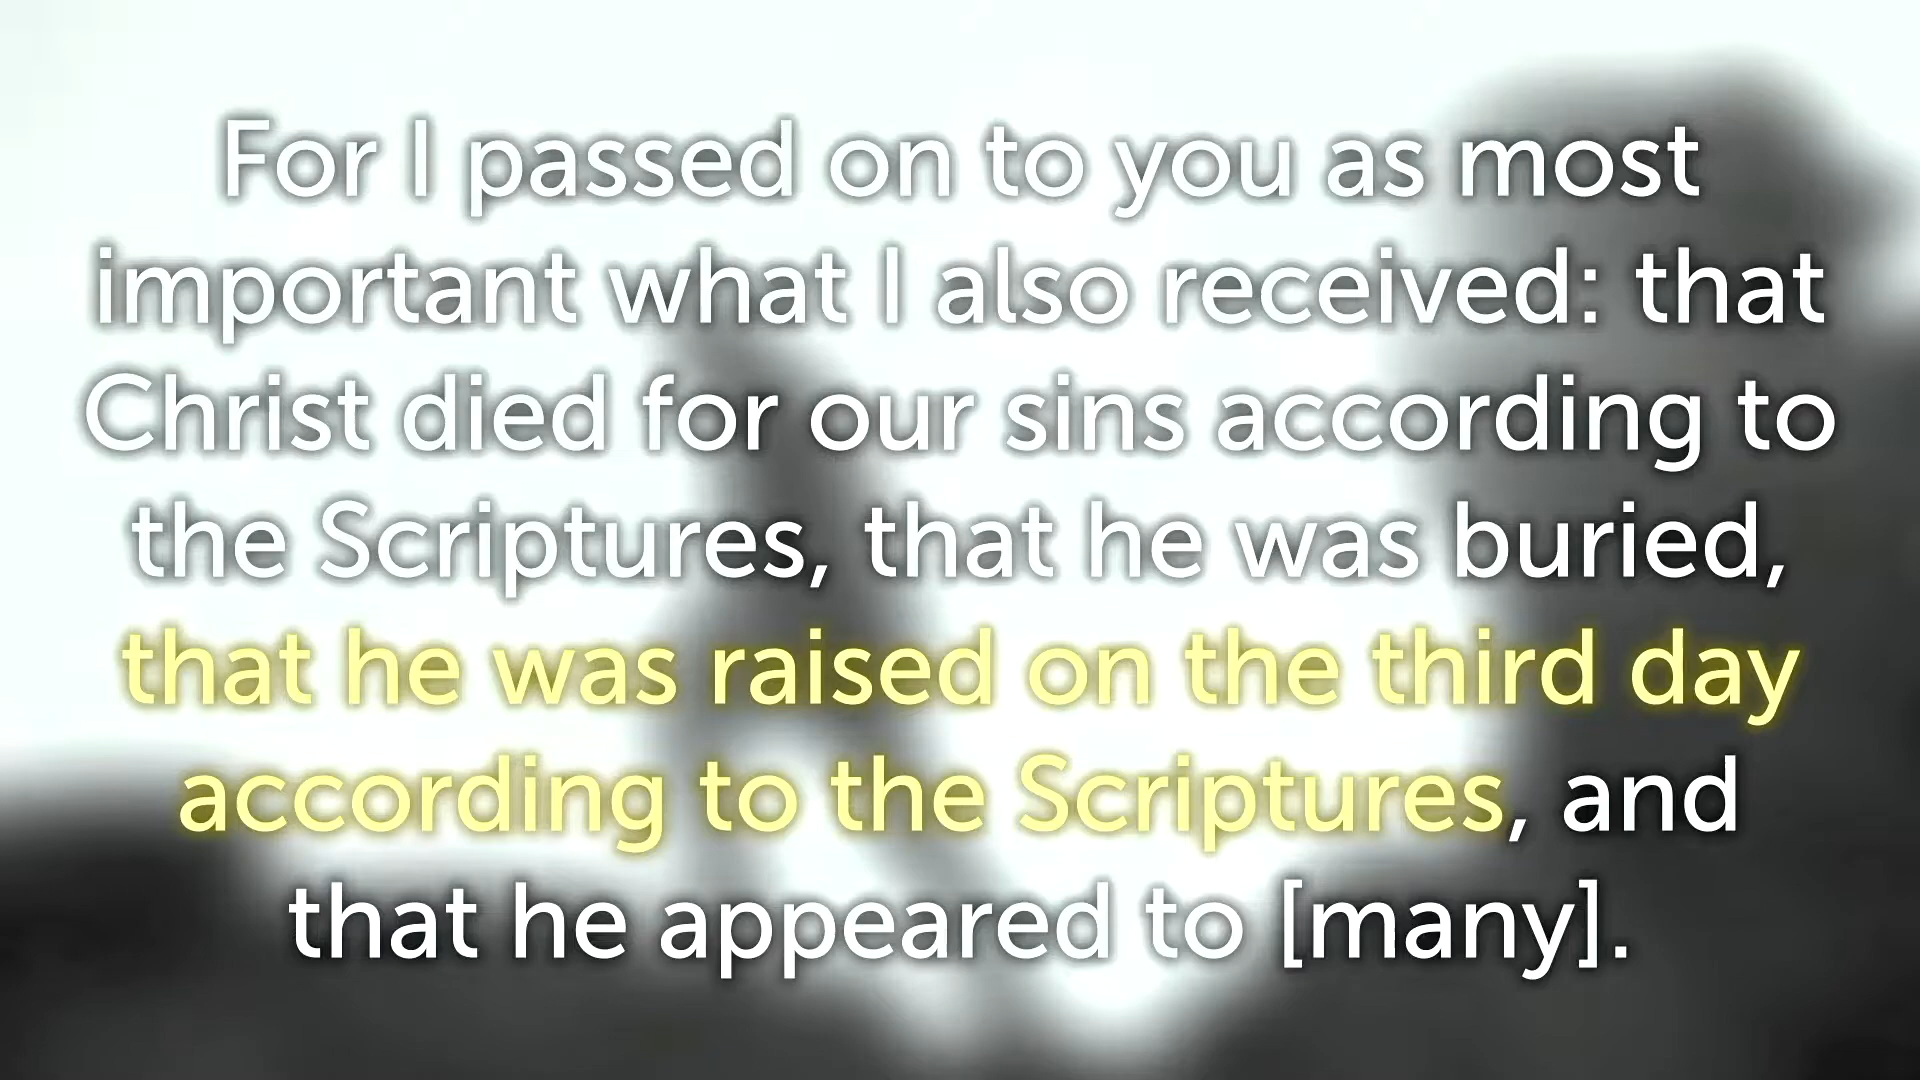 For I passed on to you as most
important what I also received: that
Christ died for our sins according to
the Scriptures, that he was buried,
that he was raised on the third day
according to the Scriptures, and
that he appeared to [many].